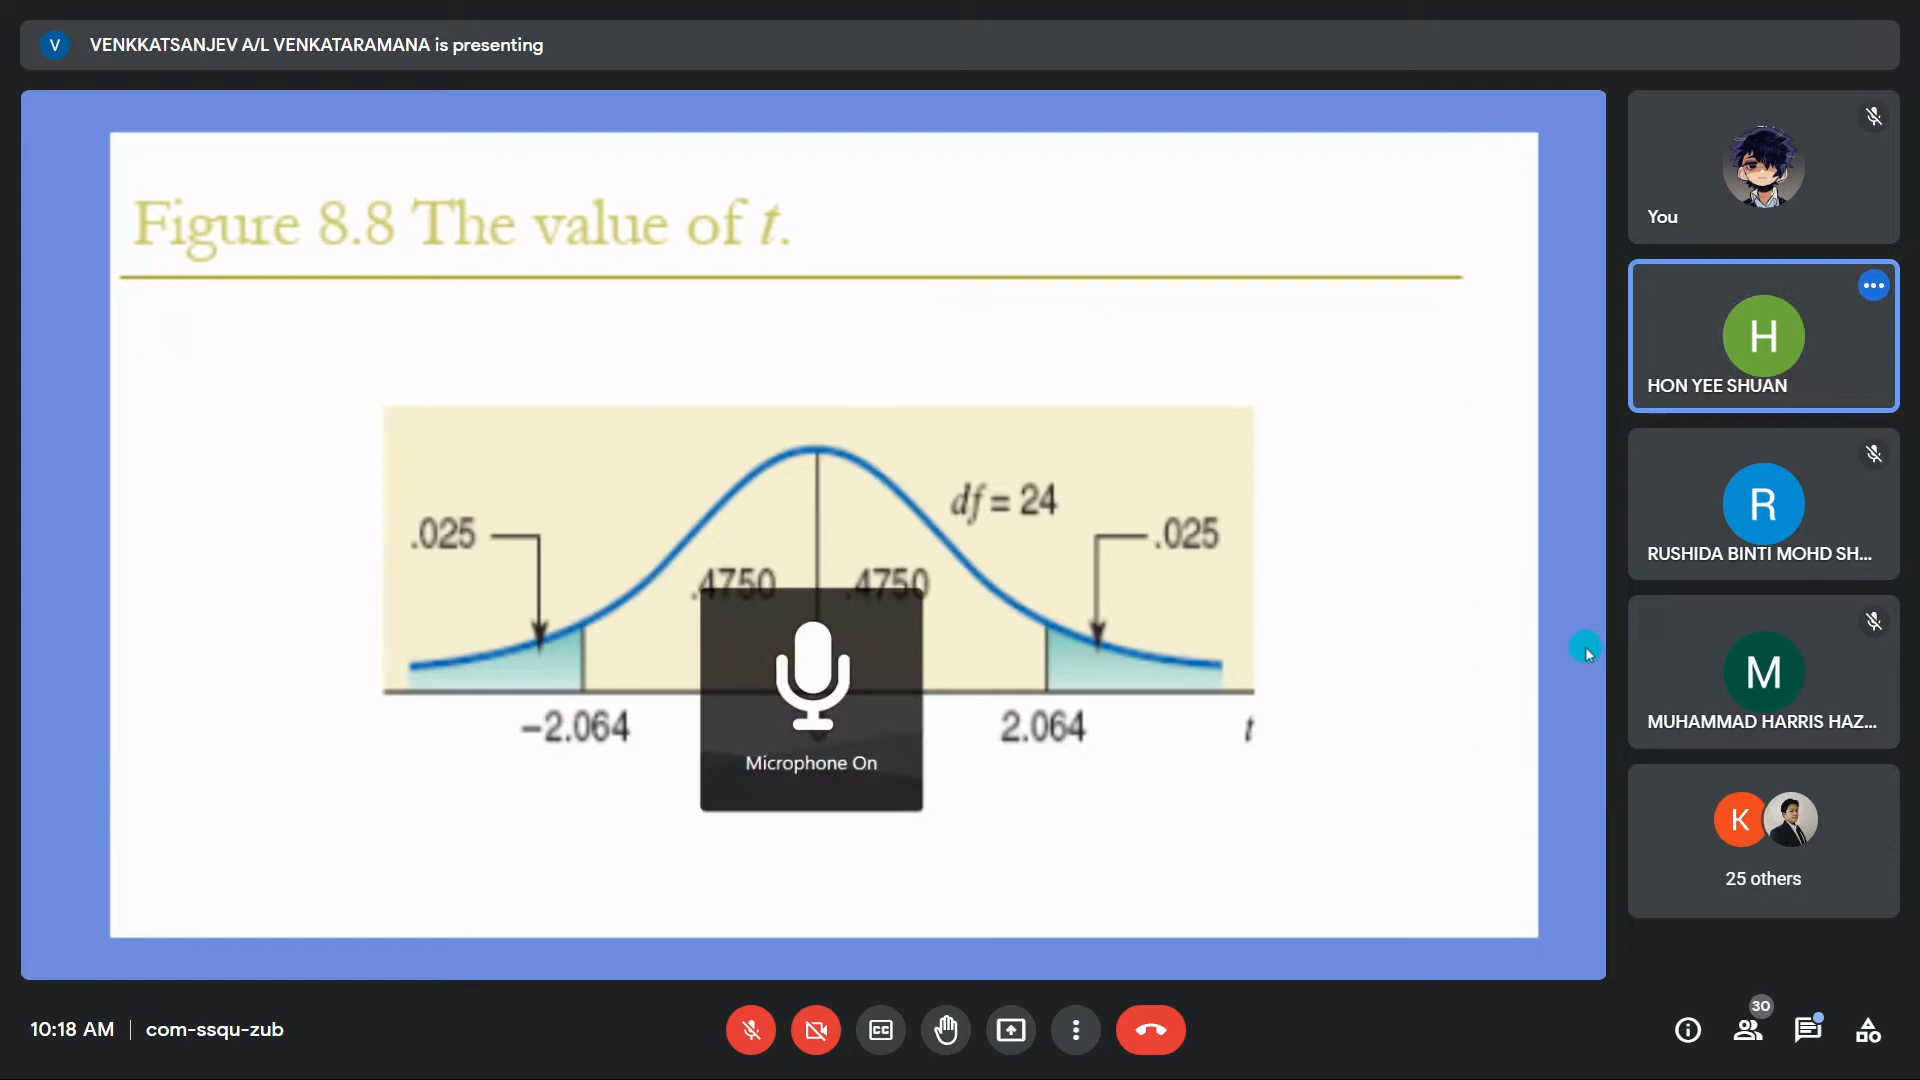 V
VENKKATSANJEV A/L VENKATARAMANA is presenting
Figure 8.8 The value of t.
df = 24
.025
.025
.4750
.4750
−2.064
2.064
t
Microphone On
You
H
HON YEE SHUAN
R
RUSHIDA BINTI MOHD SH...
M
MUHAMMAD HARRIS HAZ...
K
25 others
10:18 AM
com-ssqu-zub
CC
30